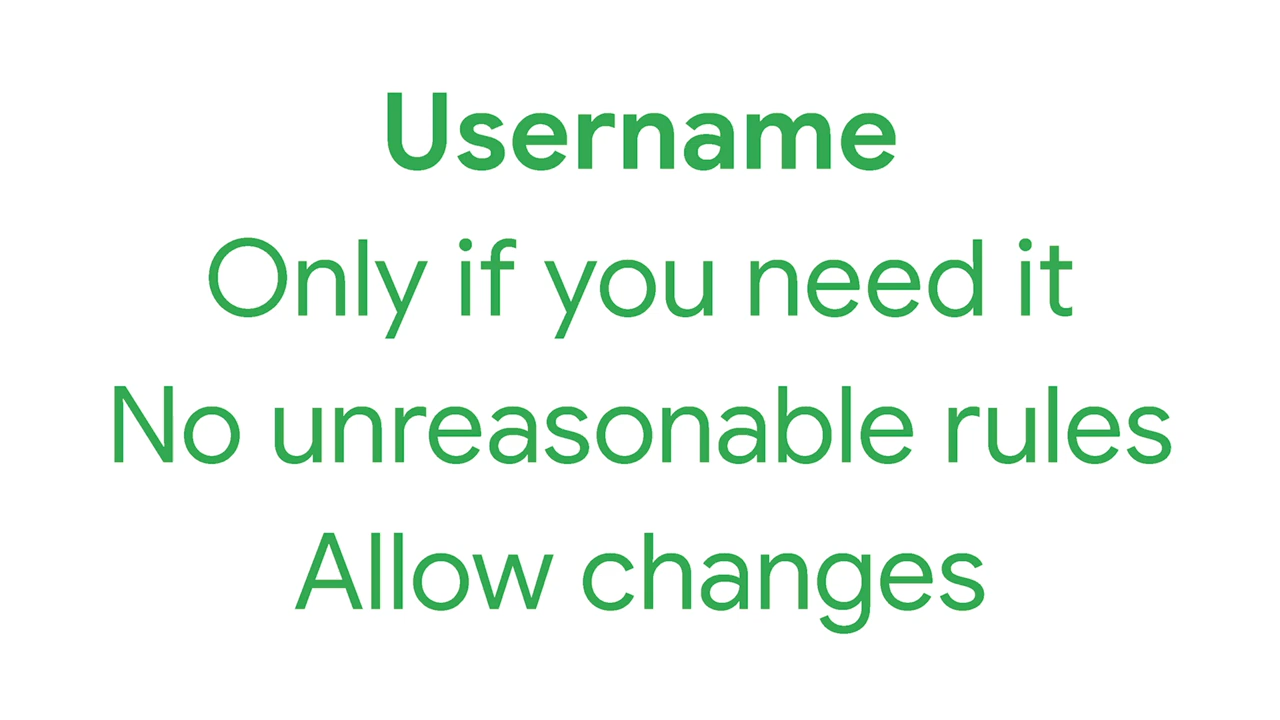 Username
Only if you need it
No unreasonable rules
Allow changes